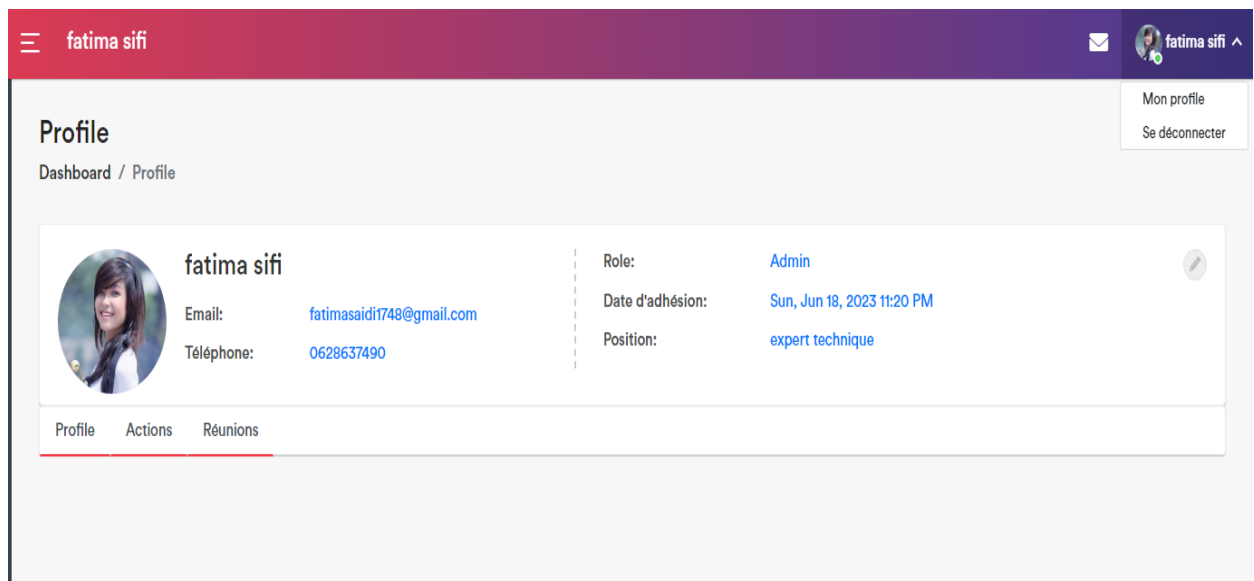 fatima sifi
fatima sifi
Mon profile
Se déconnecter
Profile
Dashboard / Profile
fatima sifi
Email: fatimasaidi1748@gmail.com
Téléphone: 0628637490
Role: Admin
Date d'adhésion: Sun, Jun 18, 2023 11:20 PM
Position: expert technique
Profile Actions Réunions